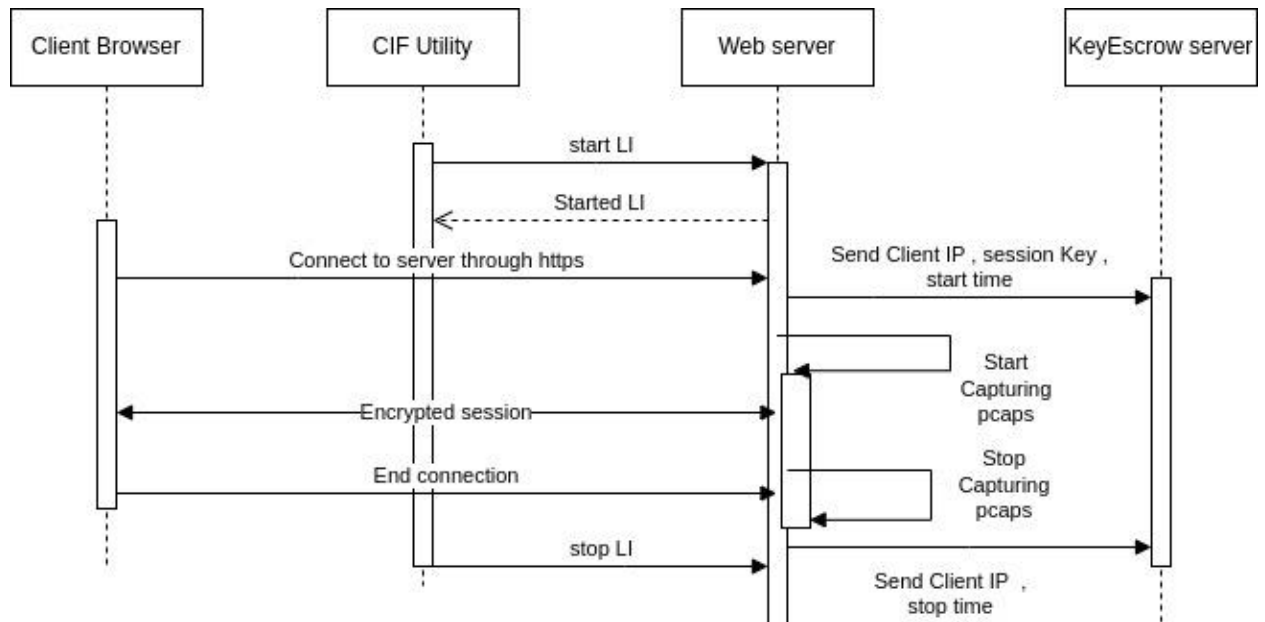 Client Browser
CIF Utility
Web server
KeyEscrow server
start LI
Started LI
Connect to server through https
Send Client IP , session Key ,
start time
Start
Capturing
pcaps
Encrypted session
Stop
Capturing
pcaps
End connection
stop LI
Send Client IP ,
stop time